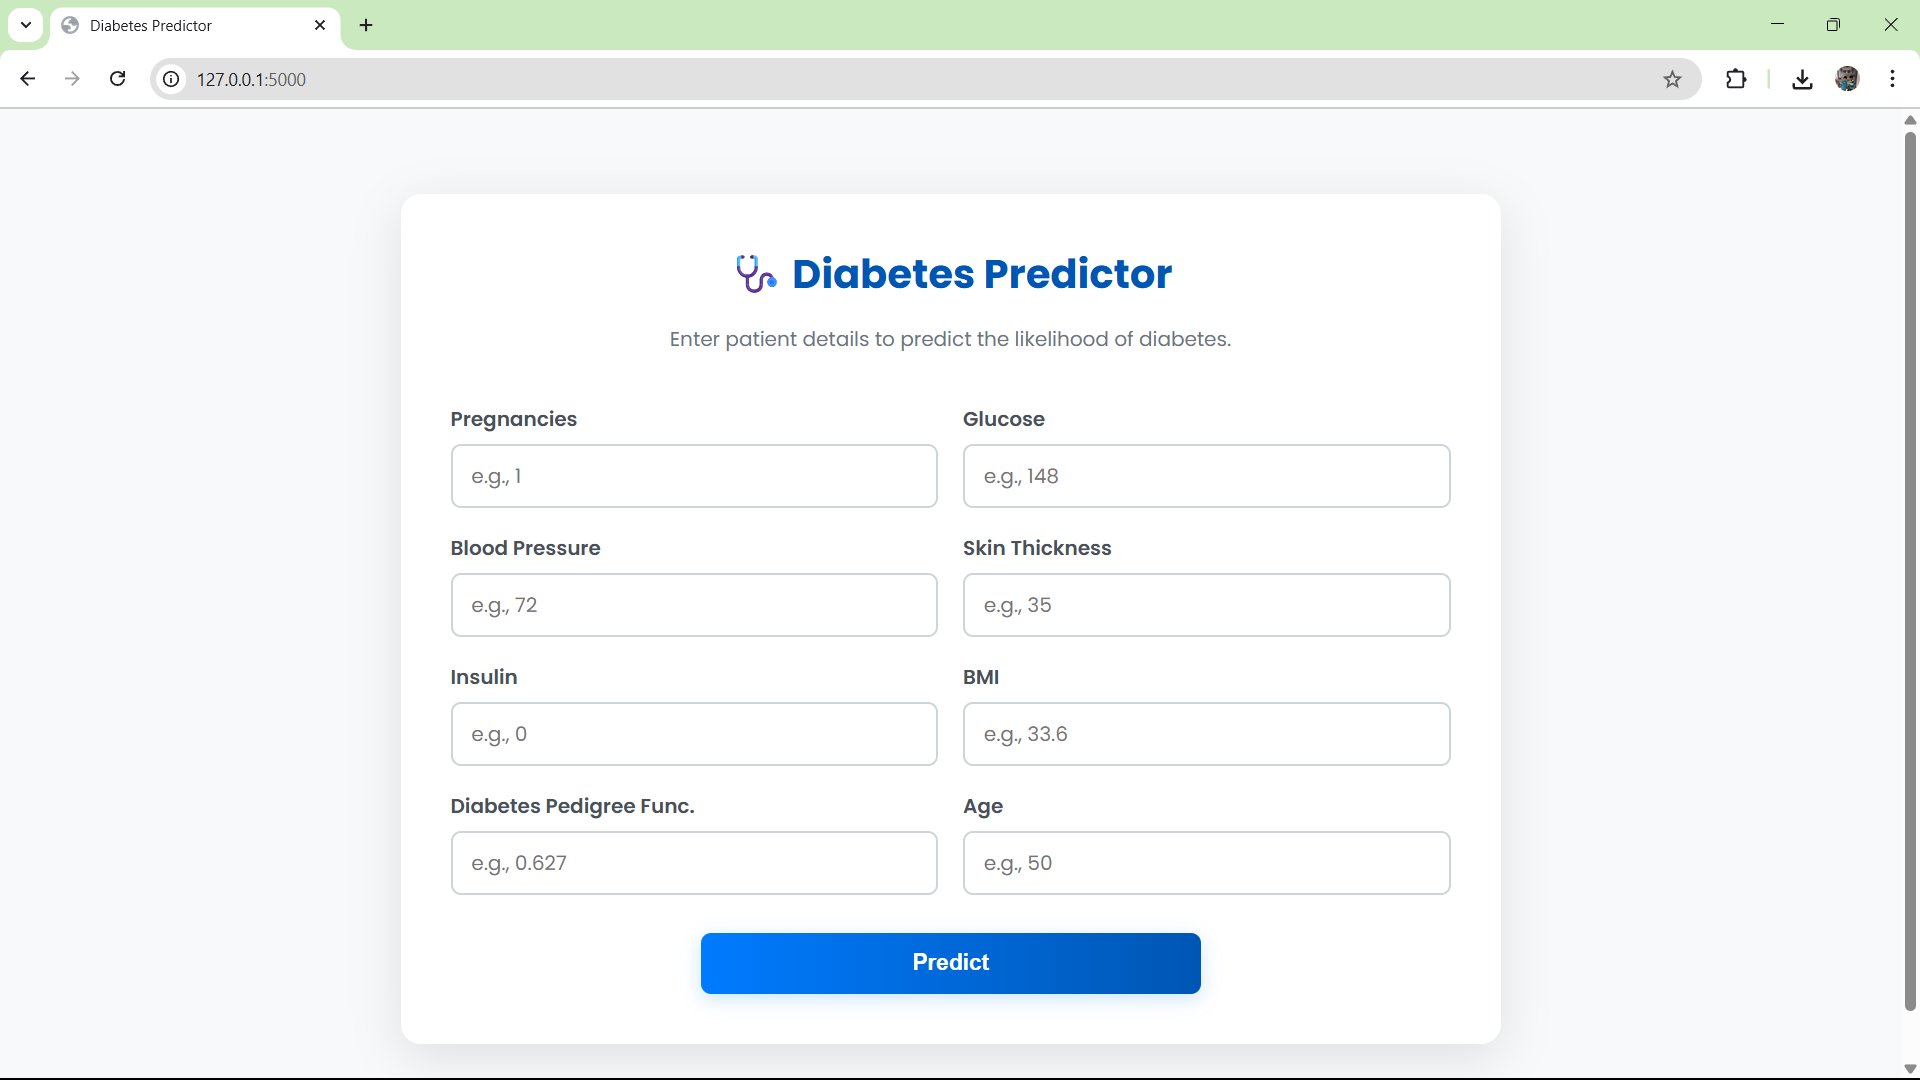 Diabetes Predictor
127.0.0.1:5000
Diabetes Predictor
Enter patient details to predict the likelihood of diabetes.
Pregnancies
Glucose
e.g., 1
e.g., 148
Blood Pressure
Skin Thickness
e.g., 72
e.g., 35
Insulin
BMI
e.g., 0
e.g., 33.6
Diabetes Pedigree Func.
Age
e.g., 0.627
e.g., 50
Predict